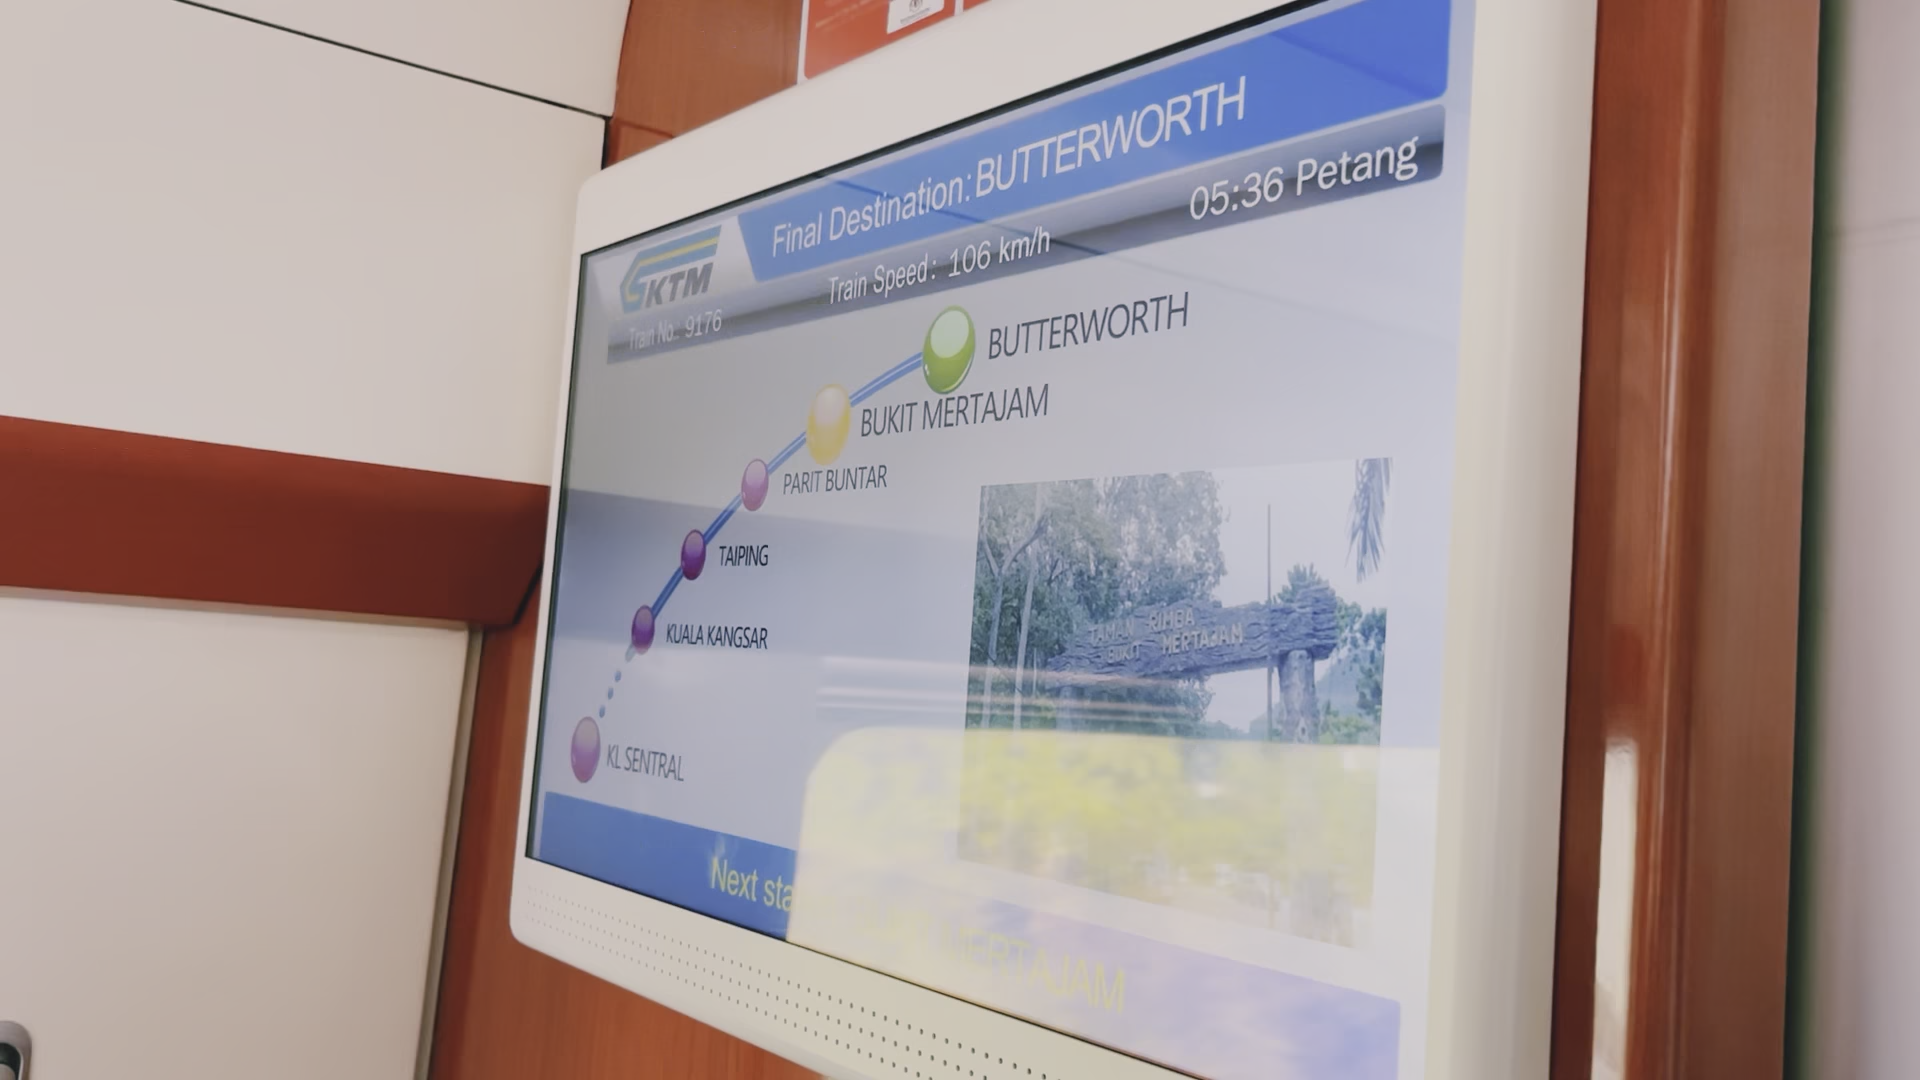 Final Destination: BUTTERWORTH
KTM
Train No.: 9176
Train Speed: 106 km/h
05:36 Petang
BUTTERWORTH
BUKIT MERTAJAM
PARIT BUNTAR
TAIPING
KUALA KANGSAR
KL SENTRAL
TAMAN RIMBA
BUKIT MERTAJAM
Next sta
MERTAJAM